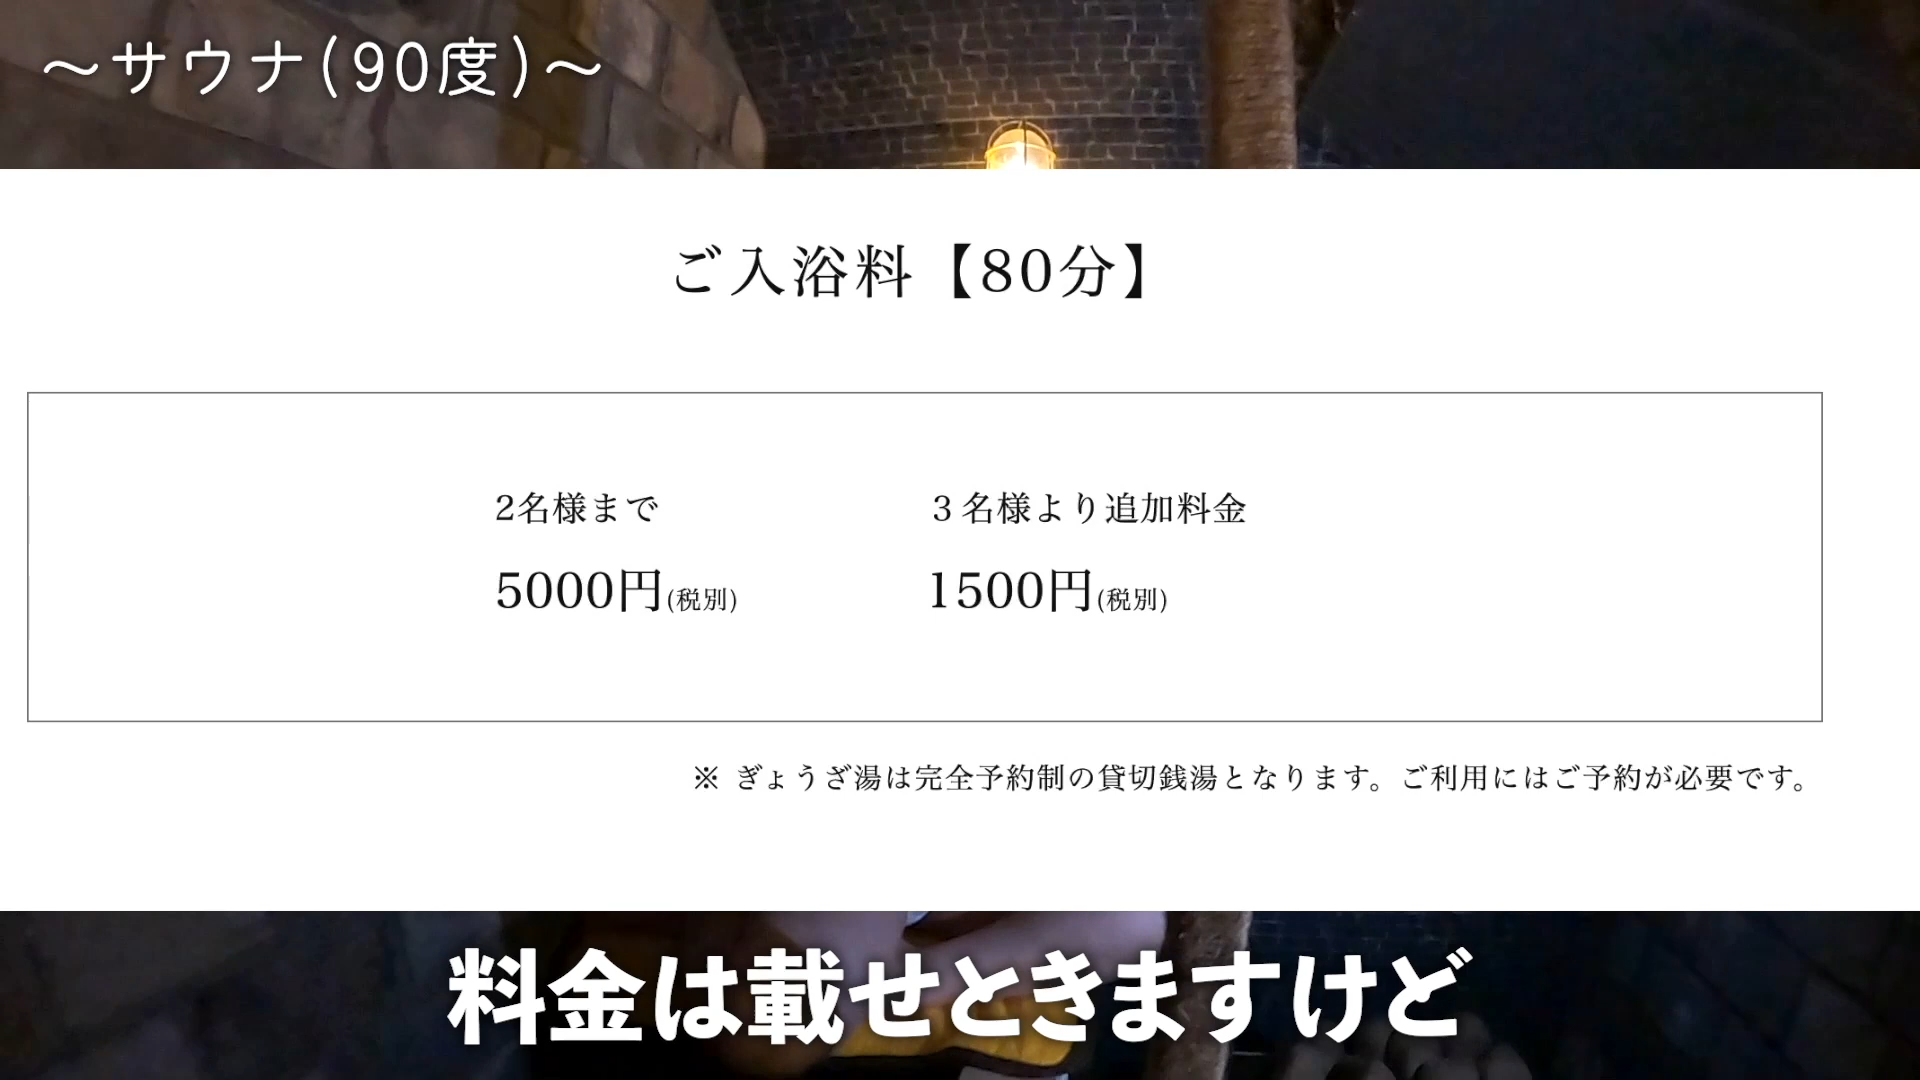 ～サウナ(90度)～
ご入浴料【80分】
2名様まで
3名様より追加料金
5000円(税別)
1500円(税別)
※ ぎょうざ湯は完全予約制の貸切銭湯となります。ご利用にはご予約が必要です。
料金は載せときますけど